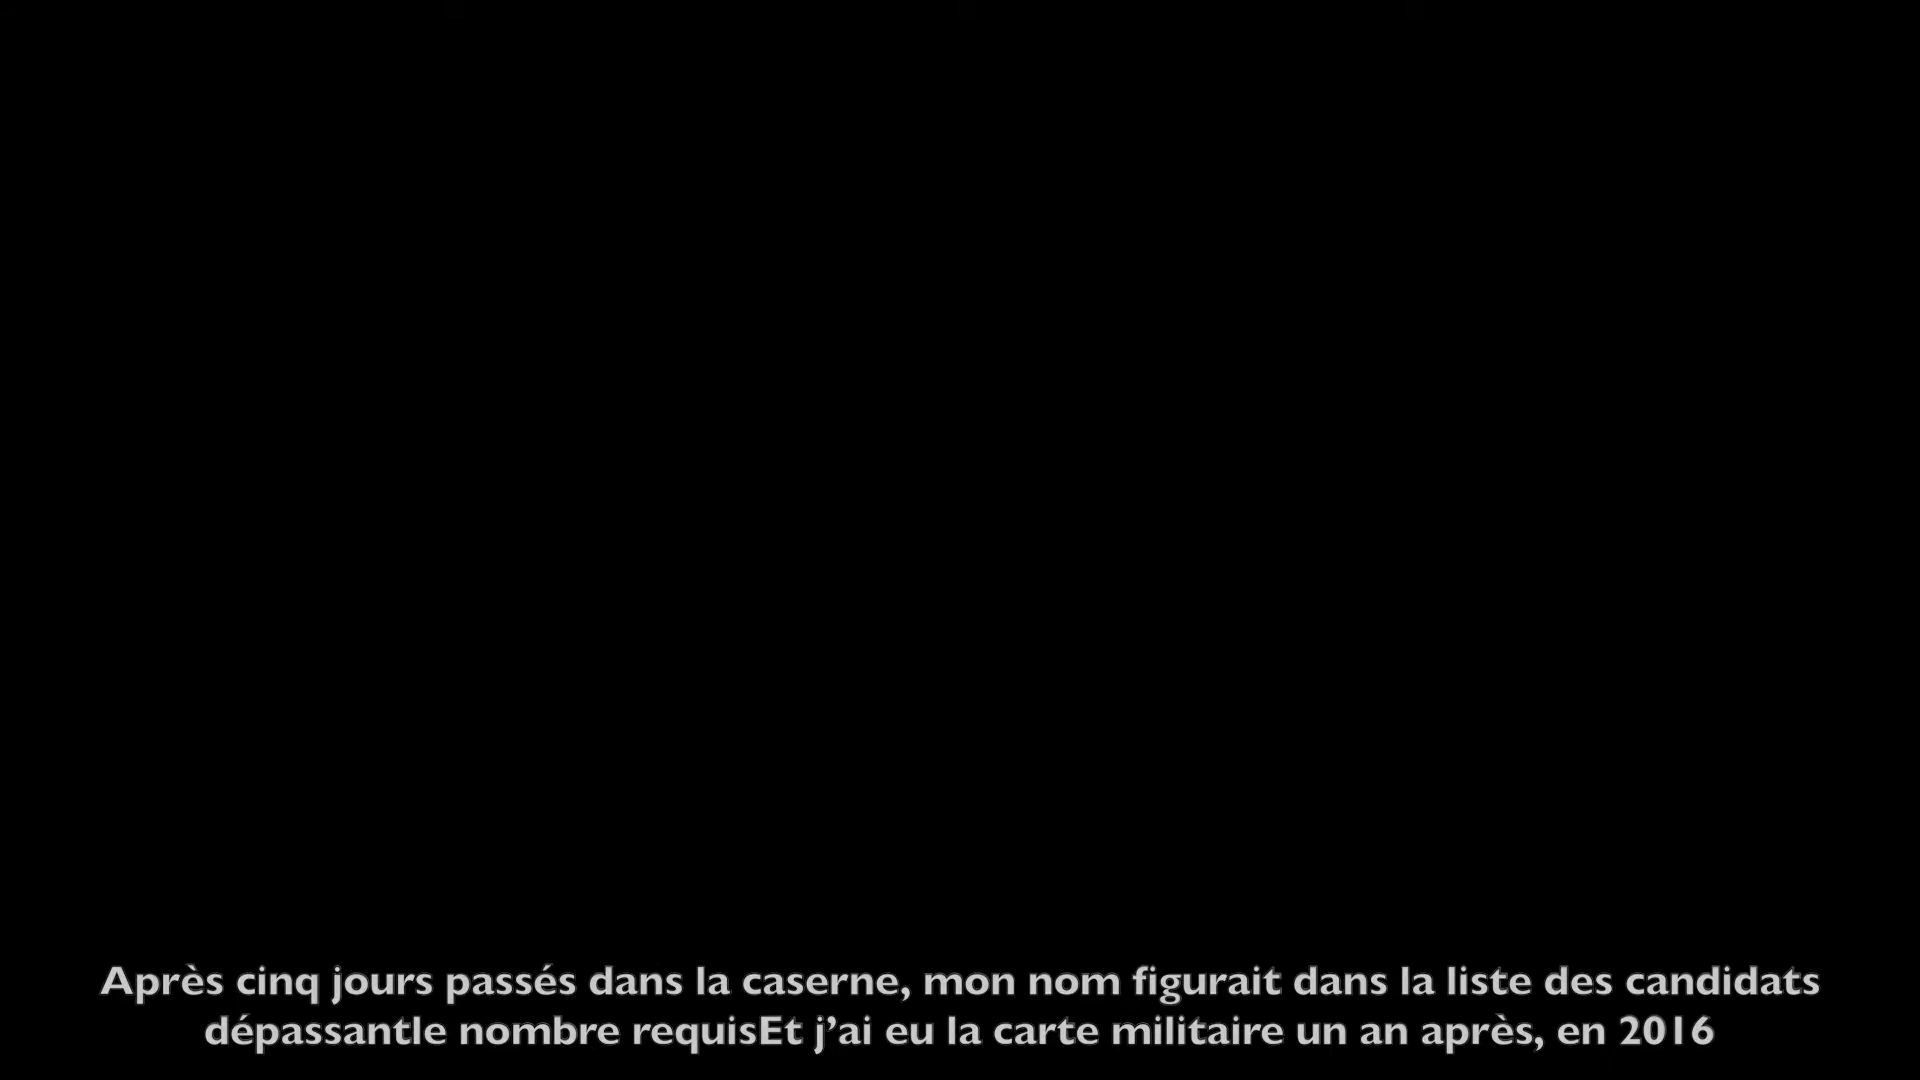 Après cinq jours passés dans la caserne, mon nom figurait dans la liste des candidats
dépassantle nombre requisEt j’ai eu la carte militaire un an après, en 2016